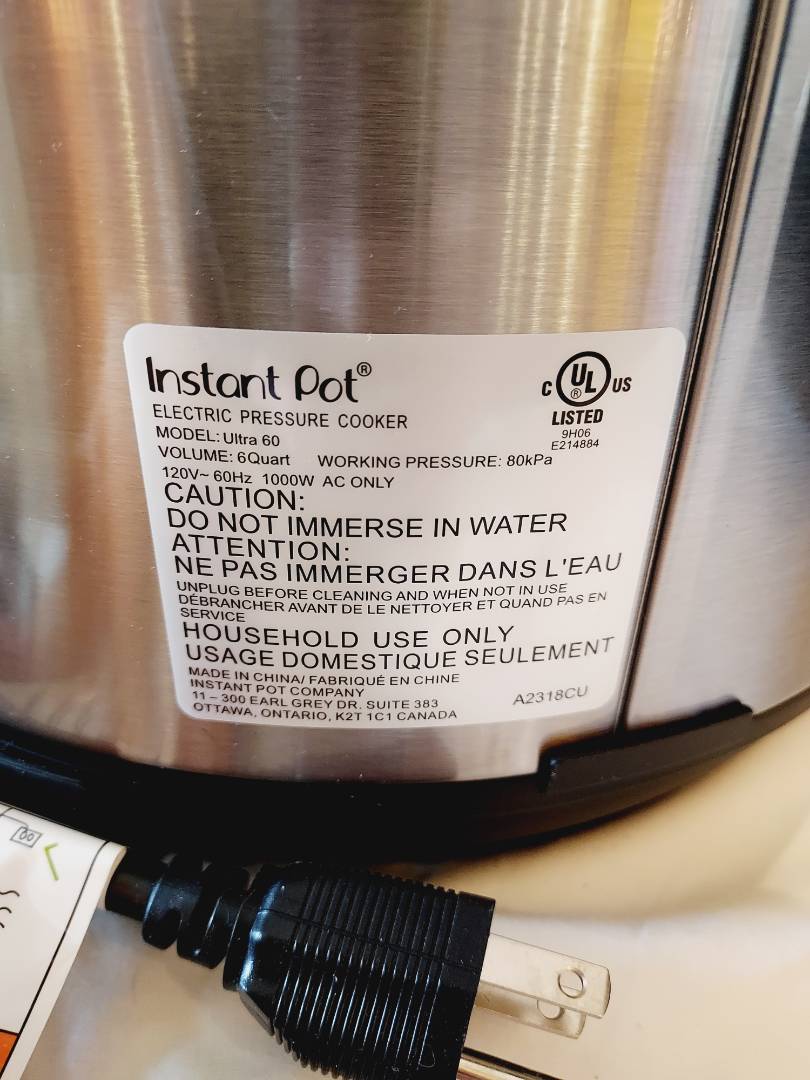 Instant Pot®
ELECTRIC PRESSURE COOKER
MODEL: Ultra 60
VOLUME: 6Quart WORKING PRESSURE: 80kPa
120V~ 60Hz 1000W AC ONLY
C UL® US
LISTED
9H06
E214884
CAUTION:
DO NOT IMMERSE IN WATER
ATTENTION:
NE PAS IMMERGER DANS L'EAU
UNPLUG BEFORE CLEANING AND WHEN NOT IN USE
DÉBRANCHER AVANT DE LE NETTOYER ET QUAND PAS EN
SERVICE
HOUSEHOLD USE ONLY
USAGE DOMESTIQUE SEULEMENT
MADE IN CHINA/ FABRIQUÉ EN CHINE
INSTANT POT COMPANY
11 – 300 EARL GREY DR. SUITE 383
OTTAWA, ONTARIO, K2T 1C1 CANADA
A2318CU